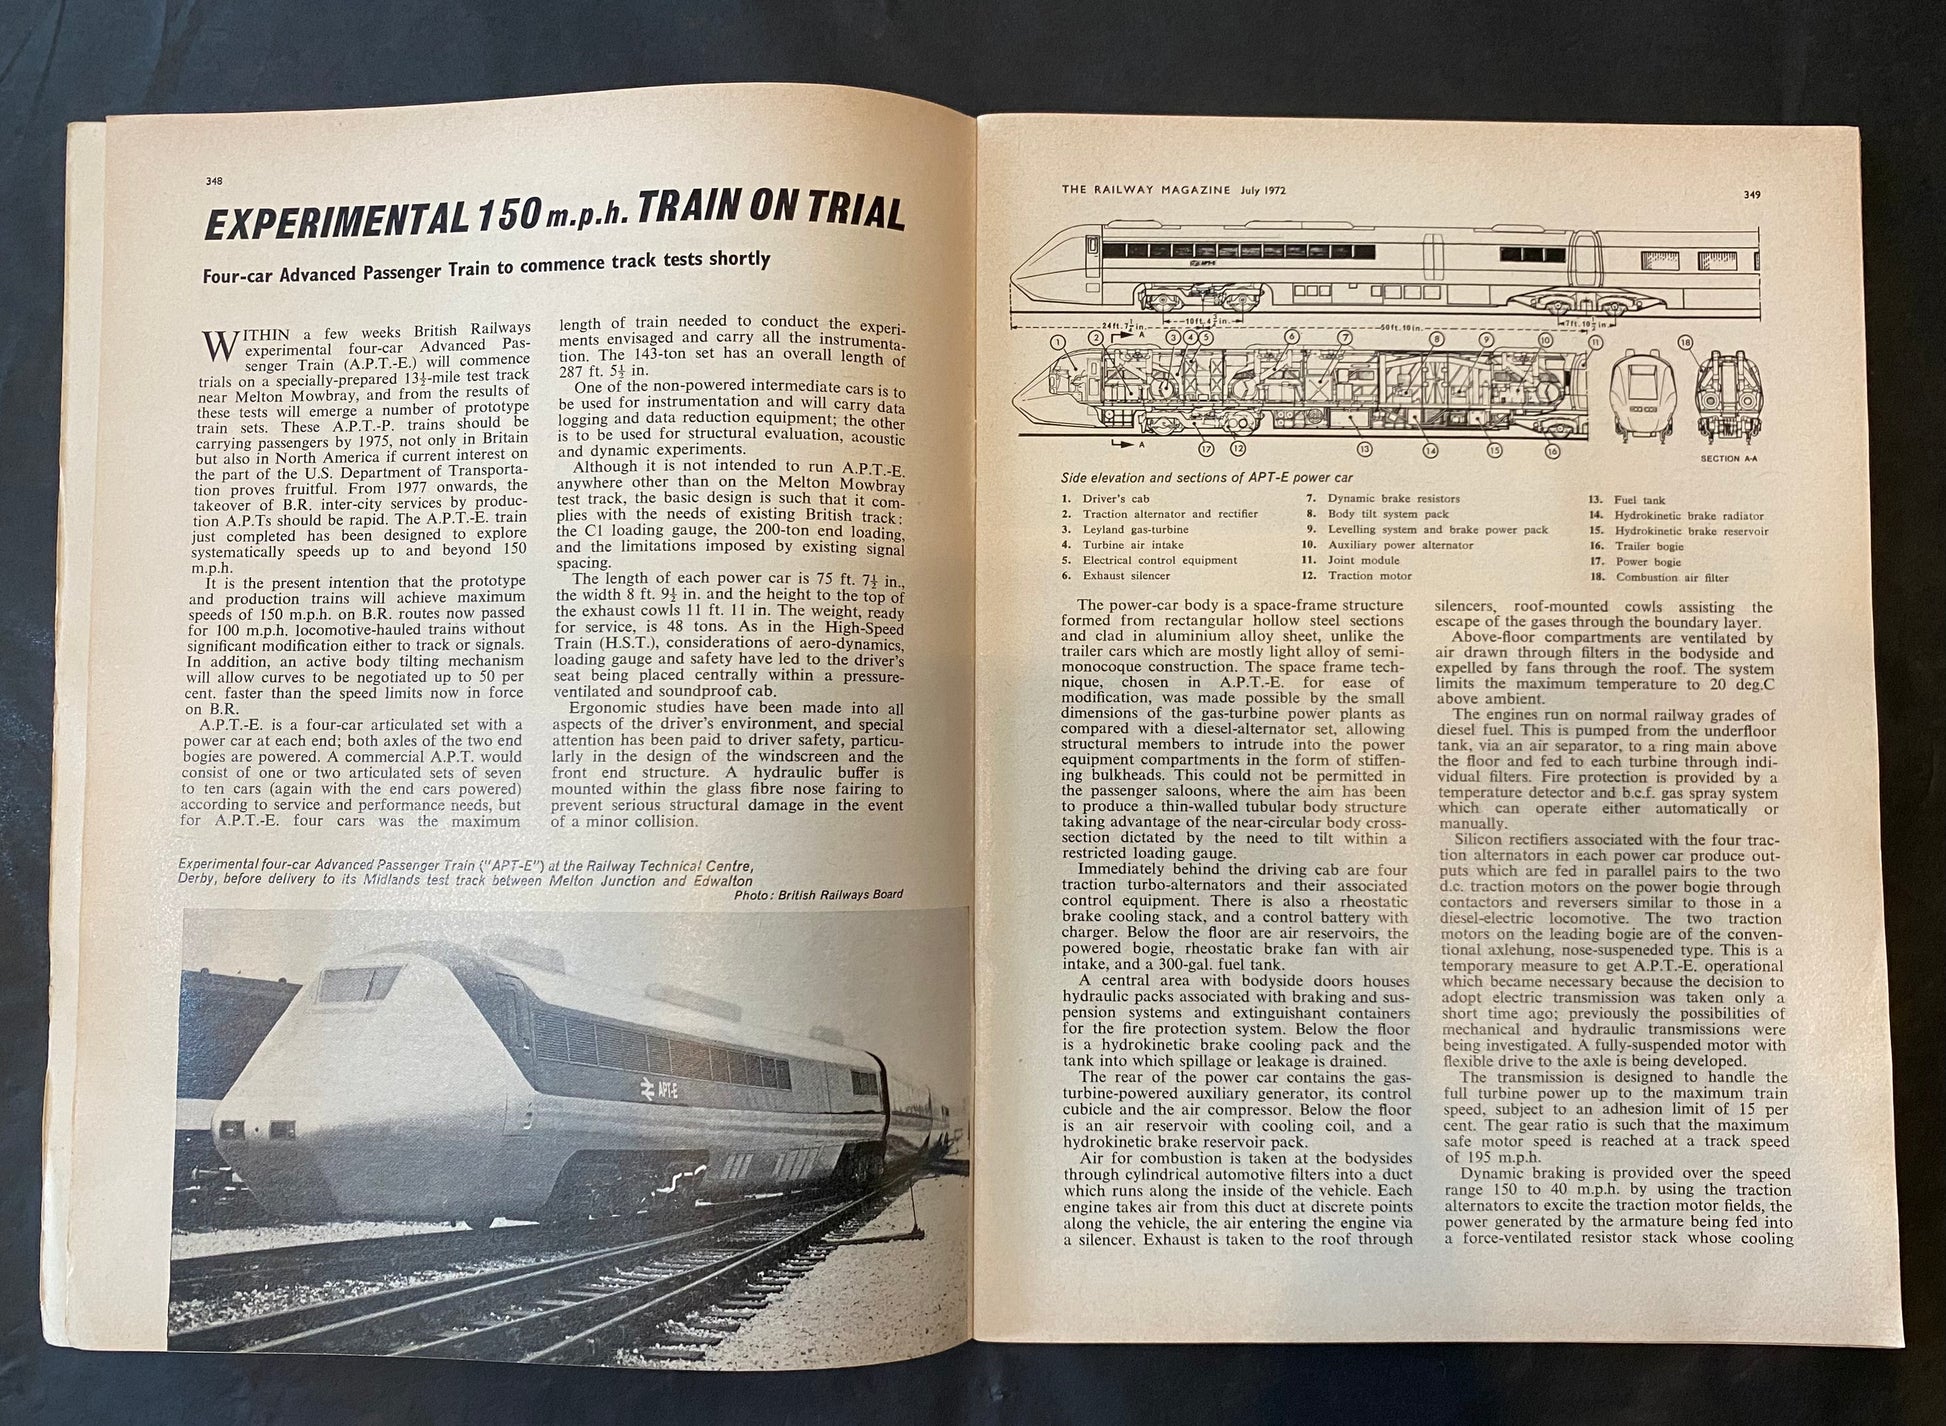 348
EXPERIMENTAL 150 m.p.h. TRAIN ON TRIAL
Four-car Advanced Passenger Train to commence track tests shortly
WITHIN a few weeks British Railways
experimental four-car Advanced Pas-
senger Train (A.P.T.-E.) will commence
trials on a specially-prepared 13½-mile test track
near Melton Mowbray, and from the results of
these tests will emerge a number of prototype
train sets. These A.P.T.-P. trains should be
carrying passengers by 1975, not only in Britain
but also in North America if current interest on
the part of the U.S. Department of Transporta-
tion proves fruitful. From 1977 onwards, the
takeover of B.R. inter-city services by produc-
tion A.P.Ts should be rapid. The A.P.T.-E. train
just completed has been designed to explore
systematically speeds up to and beyond 150
m.p.h.
It is the present intention that the prototype
and production trains will achieve maximum
speeds of 150 m.p.h. on B.R. routes now passed
for 100 m.p.h. locomotive-hauled trains without
significant modification either to track or signals.
In addition, an active body tilting mechanism
will allow curves to be negotiated up to 50 per
cent. faster than the speed limits now in force
on B.R.
A.P.T.-E. is a four-car articulated set with a
power car at each end; both axles of the two end
bogies are powered. A commercial A.P.T. would
consist of one or two articulated sets of seven
to ten cars (again with the end cars powered)
according to service and performance needs, but
for A.P.T.-E. four cars was the maximum
length of train needed to conduct the experi-
ments envisaged and carry all the instrumenta-
tion. The 143-ton set has an overall length of
287 ft. 5½ in.
One of the non-powered intermediate cars is to
be used for instrumentation and will carry data
logging and data reduction equipment; the other
is to be used for structural evaluation, acoustic
and dynamic experiments.
Although it is not intended to run A.P.T.-E.
anywhere other than on the Melton Mowbray
test track, the basic design is such that it com-
plies with the needs of existing British track:
the C1 loading gauge, the 200-ton end loading,
and the limitations imposed by existing signal
spacing.
The length of each power car is 75 ft. 7½ in.,
the width 8 ft. 9½ in. and the height to the top of
the exhaust cowls 11 ft. 11 in. The weight, ready
for service, is 48 tons. As in the High-Speed
Train (H.S.T.), considerations of aero-dynamics,
loading gauge and safety have led to the driver's
seat being placed centrally within a pressure-
ventilated and soundproof cab.
Ergonomic studies have been made into all
aspects of the driver's environment, and special
attention has been paid to driver safety, particu-
larly in the design of the windscreen and the
front end structure. A hydraulic buffer is
mounted within the glass fibre nose fairing to
prevent serious structural damage in the event
of a minor collision.
Experimental four-car Advanced Passenger Train ("APT-E") at the Railway Technical Centre,
Derby, before delivery to its Midlands test track between Melton Junction and Edwalton
Photo: British Railways Board
APT-E
THE RAILWAY MAGAZINE July 1972
349
APT-E
24 ft. 7½ in.
10 ft. 4½ in.
50 ft. 10 in.
7 ft. 10½ in.
1 2 A 3 4 5 6 7 8 9 10 11 18
A 17 12 13 14 15 16
SECTION A-A
Side elevation and sections of APT-E power car
1. Driver's cab
2. Traction alternator and rectifier
3. Leyland gas-turbine
4. Turbine air intake
5. Electrical control equipment
6. Exhaust silencer
7. Dynamic brake resistors
8. Body tilt system pack
9. Levelling system and brake power pack
10. Auxiliary power alternator
11. Joint module
12. Traction motor
13. Fuel tank
14. Hydrokinetic brake radiator
15. Hydrokinetic brake reservoir
16. Trailer bogie
17. Power bogie
18. Combustion air filter
The power-car body is a space-frame structure
formed from rectangular hollow steel sections
and clad in aluminium alloy sheet, unlike the
trailer cars which are mostly light alloy of semi-
monocoque construction. The space frame tech-
nique, chosen in A.P.T.-E. for ease of
modification, was made possible by the small
dimensions of the gas-turbine power plants as
compared with a diesel-alternator set, allowing
structural members to intrude into the power
equipment compartments in the form of stiffen-
ing bulkheads. This could not be permitted in
the passenger saloons, where the aim has been
to produce a thin-walled tubular body structure
taking advantage of the near-circular body cross-
section dictated by the need to tilt within a
restricted loading gauge.
Immediately behind the driving cab are four
traction turbo-alternators and their associated
control equipment. There is also a rheostatic
brake cooling stack, and a control battery with
charger. Below the floor are air reservoirs, the
powered bogie, rheostatic brake fan with air
intake, and a 300-gal. fuel tank.
A central area with bodyside doors houses
hydraulic packs associated with braking and sus-
pension systems and extinguishant containers
for the fire protection system. Below the floor
is a hydrokinetic brake cooling pack and the
tank into which spillage or leakage is drained.
The rear of the power car contains the gas-
turbine-powered auxiliary generator, its control
cubicle and the air compressor. Below the floor
is an air reservoir with cooling coil, and a
hydrokinetic brake reservoir pack.
Air for combustion is taken at the bodysides
through cylindrical automotive filters into a duct
which runs along the inside of the vehicle. Each
engine takes air from this duct at discrete points
along the vehicle, the air entering the engine via
a silencer. Exhaust is taken to the roof through
silencers, roof-mounted cowls assisting the
escape of the gases through the boundary layer.
Above-floor compartments are ventilated by
air drawn through filters in the bodyside and
expelled by fans through the roof. The system
limits the maximum temperature to 20 deg.C
above ambient.
The engines run on normal railway grades of
diesel fuel. This is pumped from the underfloor
tank, via an air separator, to a ring main above
the floor and fed to each turbine through indi-
vidual filters. Fire protection is provided by a
temperature detector and b.c.f. gas spray system
which can operate either automatically or
manually.
Silicon rectifiers associated with the four trac-
tion alternators in each power car produce out-
puts which are fed in parallel pairs to the two
d.c. traction motors on the power bogie through
contactors and reversers similar to those in a
diesel-electric locomotive. The two traction
motors on the leading bogie are of the conven-
tional axlehung, nose-suspeneded type. This is a
temporary measure to get A.P.T.-E. operational
which became necessary because the decision to
adopt electric transmission was taken only a
short time ago; previously the possibilities of
mechanical and hydraulic transmissions were
being investigated. A fully-suspended motor with
flexible drive to the axle is being developed.
The transmission is designed to handle the
full turbine power up to the maximum train
speed, subject to an adhesion limit of 15 per
cent. The gear ratio is such that the maximum
safe motor speed is reached at a track speed
of 195 m.p.h.
Dynamic braking is provided over the speed
range 150 to 40 m.p.h. by using the traction
alternators to excite the traction motor fields, the
power generated by the armature being fed into
a force-ventilated resistor stack whose cooling